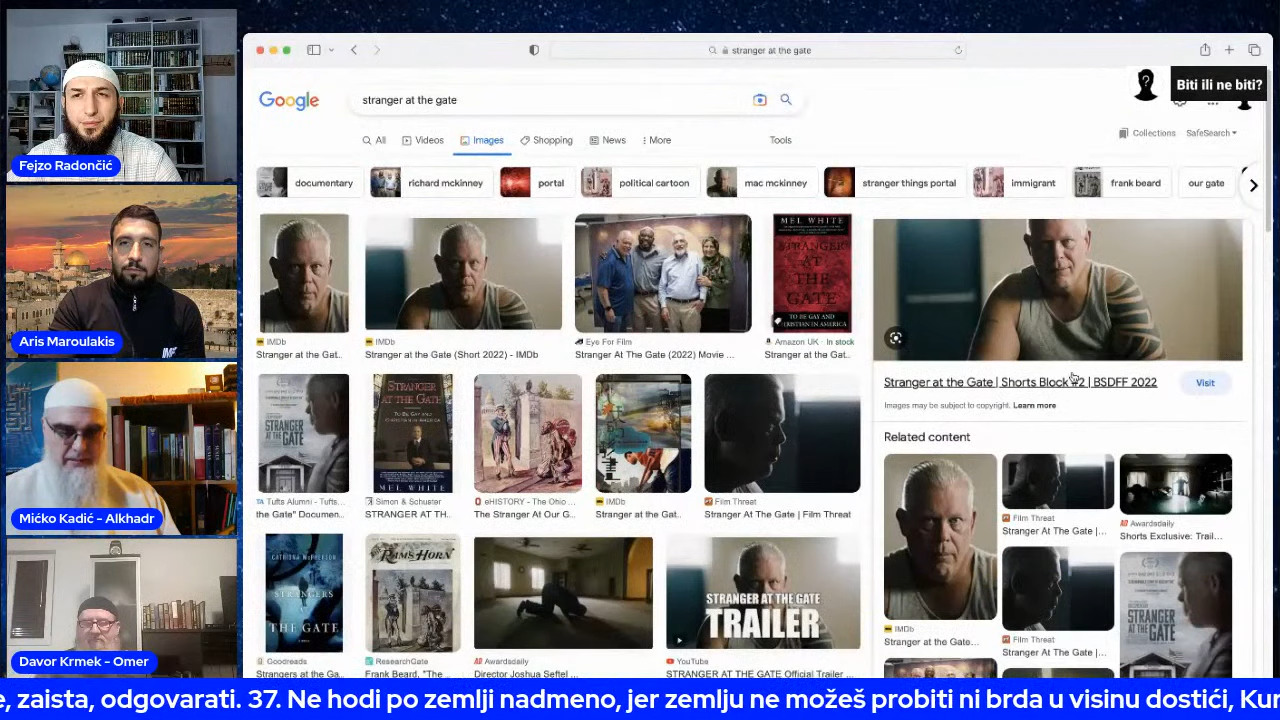 Fejzo Radončić
Aris Maroulakis
Mićko Kadić - Alkhadr
Davor Krmek - Omer
stranger at the gate
Biti ili ne biti?
Google
stranger at the gate
All Videos Images Shopping News More Tools
Collections SafeSearch
documentary richard mckinney portal political cartoon mac mckinney stranger things portal immigrant frank beard our gate
MEL WHITE
STRANGER
AT
THE
GATE
TO BE GAY AND
CHRISTIAN IN AMERICA
IMDb
Stranger at the Gat..
IMDb
Stranger at the Gate (Short 2022) - IMDb
Eye For Film
Stranger At The Gate (2022) Movie ...
Amazon UK · In stock
Stranger at the Gat..
STRANGER
AT THE
GATE
STRANGER
AT THE
GATE
TA Tufts Alumni - Tufts...
the Gate" Documen..
Simon & Schuster
STRANGER AT TH..
eHISTORY - The Ohio ...
The Stranger At Our G...
IMDb
Stranger at the Gat..
Film Threat
Stranger At The Gate | Film Threat
STRANGERS
AT
THE GATE
RAM'S HORN
STRANGER AT THE GATE
TRAILER
Goodreads
Strangers at the Ga..
ResearchGate
Frank Beard, "The ...
Awardsdaily
Director Joshua Seftel ...
YouTube
STRANGER AT THE GATE Official Trailer ...
Stranger at the Gate | Shorts Block #2 | BSDFF 2022
Visit
Images may be subject to copyright. Learn more
Related content
IMDb
Stranger at the Gate...
Film Threat
Stranger At The Gate |...
Awardsdaily
Shorts Exclusive: Trail...
Film Threat
Stranger At The Gate |...
STRANGER
AT THE
GATE
e, zaista, odgovarati. 37. Ne hodi po zemlji nadmeno, jer zemlju ne možeš probiti ni brda u visinu dostići, Kur